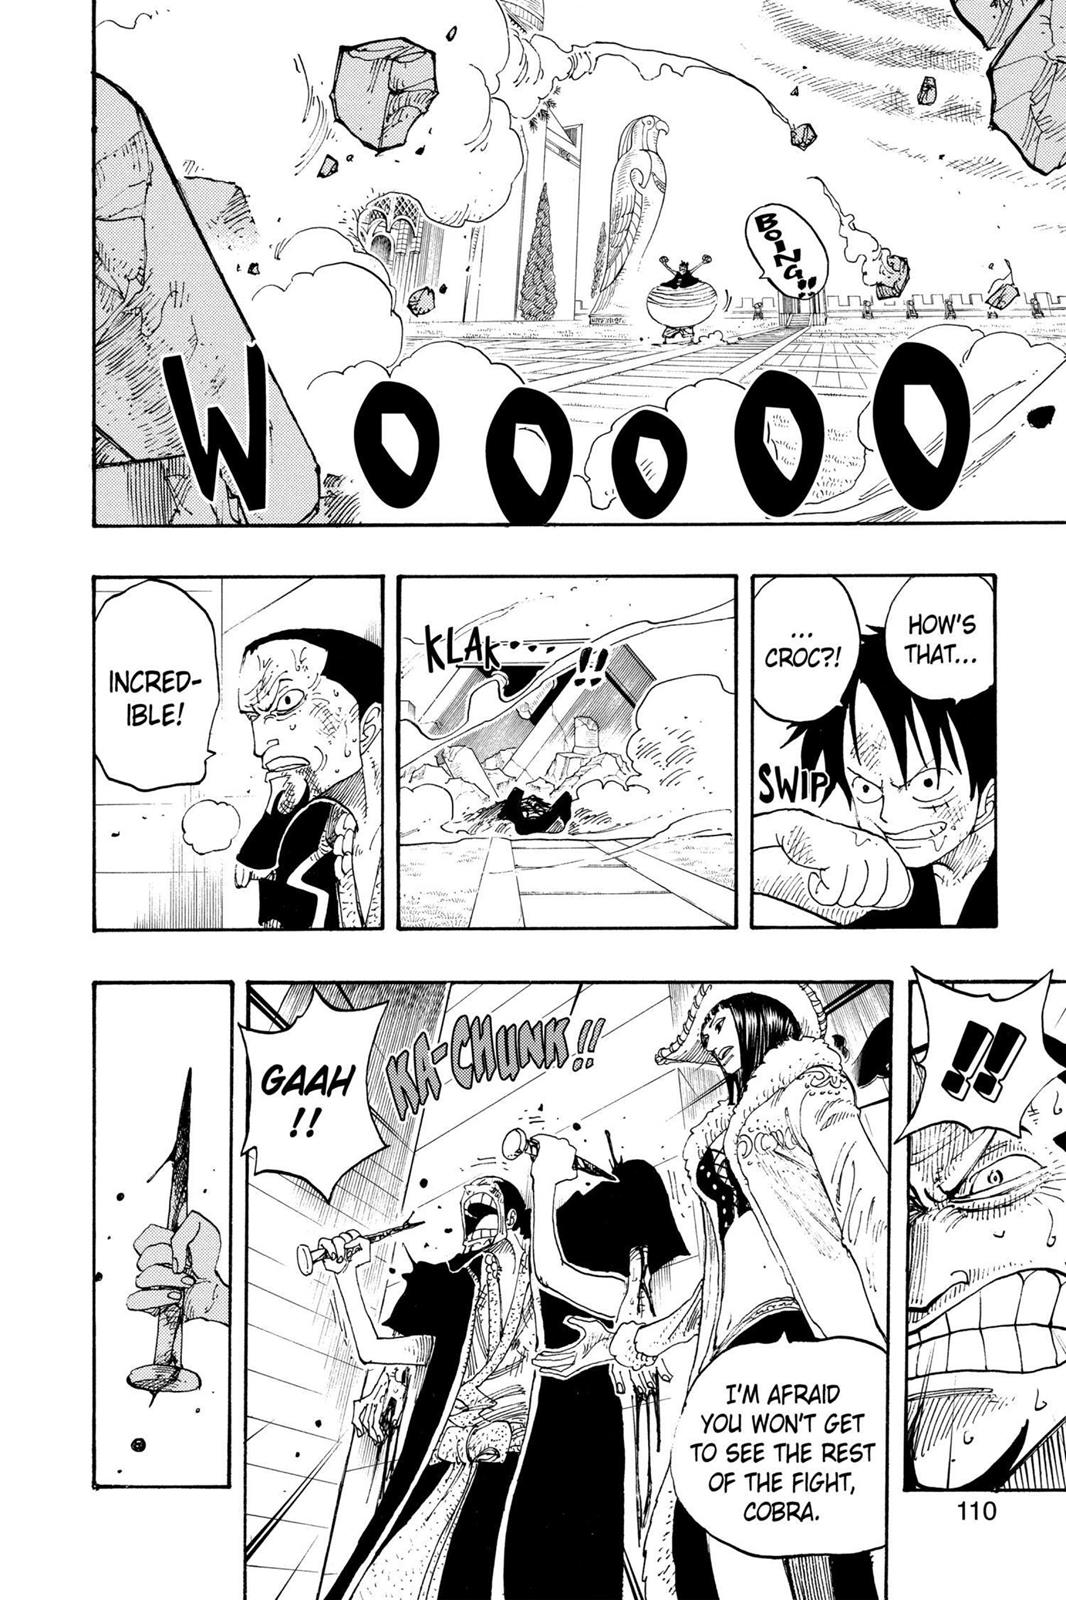 BOING!!
WOOOOO
HOW'S
THAT...
...
CROC?!
SWIP
KLAK...
!!
INCRED-
IBLE!
!!!
KA-CHUNK!!
GAAH
!!
I'M AFRAID
YOU WON'T GET
TO SEE THE REST
OF THE FIGHT,
COBRA.
110